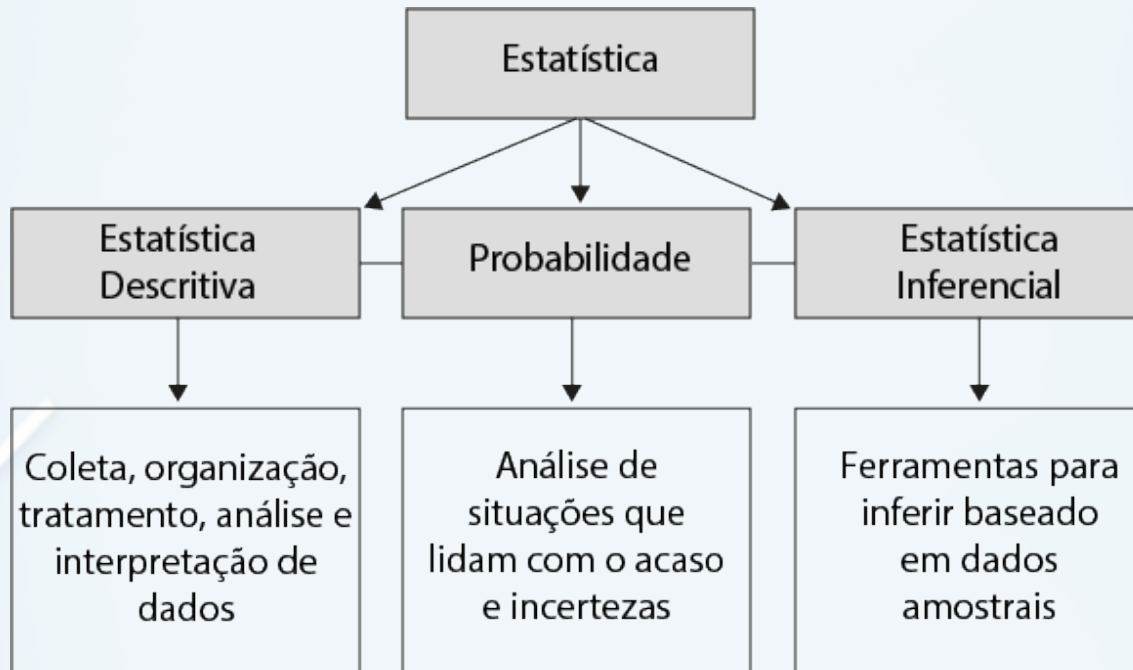 Estatística
Estatística
Descritiva
Probabilidade
Estatística
Inferencial
Coleta, organização,
tratamento, análise e
interpretação de
dados
Análise de
situações que
lidam com o acaso
e incertezas
Ferramentas para
inferir baseado
em dados
amostrais